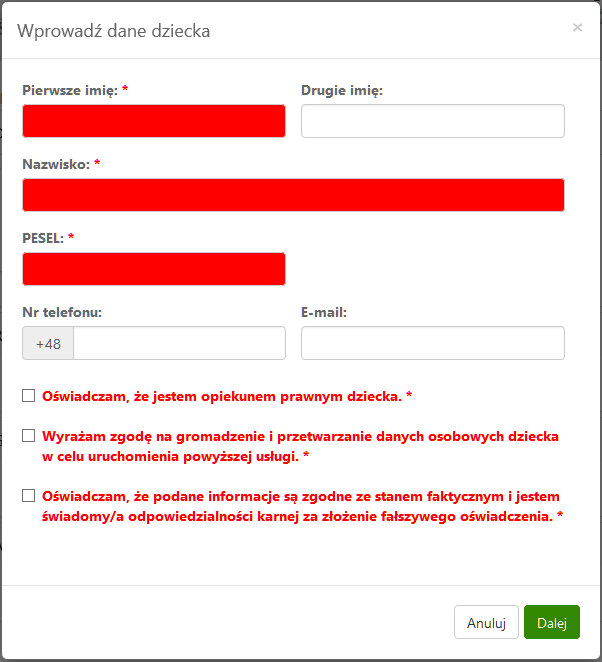 Wprowadź dane dziecka ×
Pierwsze imię: * Drugie imię:
Nazwisko: *
PESEL: *
Nr telefonu: E-mail:
+48
Oświadczam, że jestem opiekunem prawnym dziecka. *
Wyrażam zgodę na gromadzenie i przetwarzanie danych osobowych dziecka
w celu uruchomienia powyższej usługi. *
Oświadczam, że podane informacje są zgodne ze stanem faktycznym i jestem
świadomy/a odpowiedzialności karnej za złożenie fałszywego oświadczenia. *
Anuluj Dalej